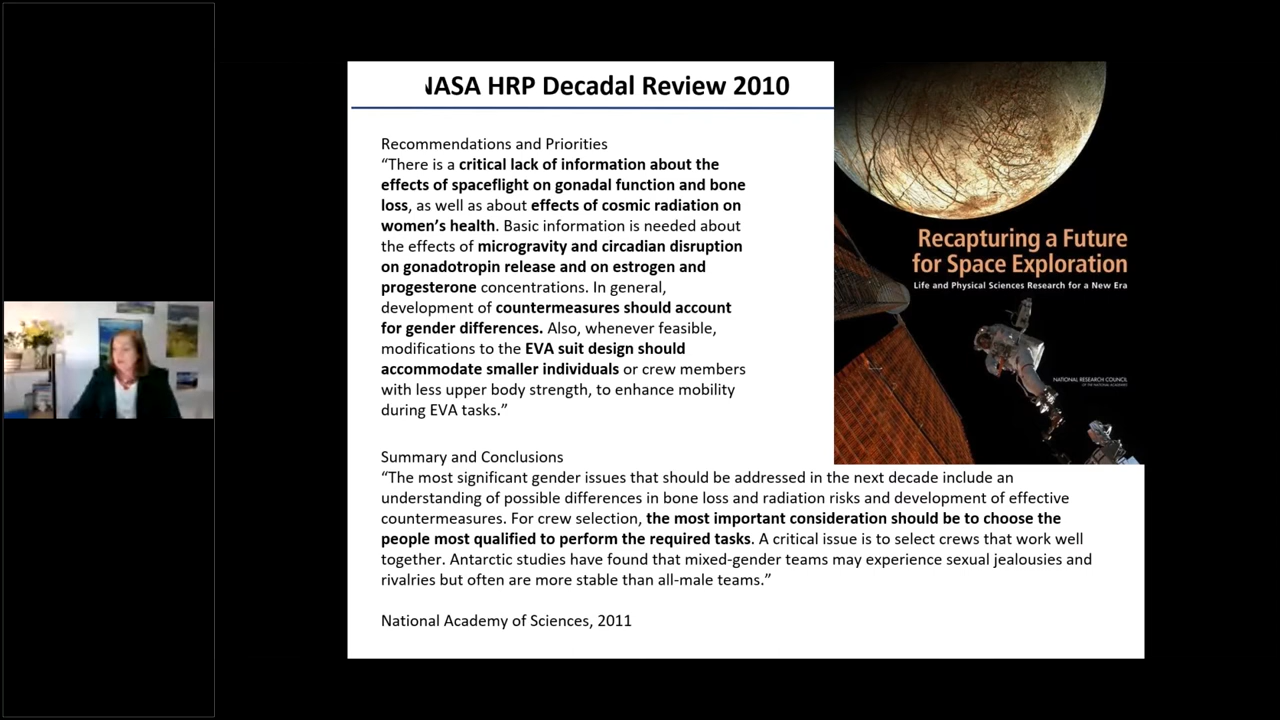 NASA HRP Decadal Review 2010
Recommendations and Priorities
“There is a critical lack of information about the
effects of spaceflight on gonadal function and bone
loss, as well as about effects of cosmic radiation on
women’s health. Basic information is needed about
the effects of microgravity and circadian disruption
on gonadotropin release and on estrogen and
progesterone concentrations. In general,
development of countermeasures should account
for gender differences. Also, whenever feasible,
modifications to the EVA suit design should
accommodate smaller individuals or crew members
with less upper body strength, to enhance mobility
during EVA tasks.”
Recapturing a Future
for Space Exploration
Life and Physical Sciences Research for a New Era
NATIONAL RESEARCH COUNCIL
OF THE NATIONAL ACADEMIES
Summary and Conclusions
“The most significant gender issues that should be addressed in the next decade include an
understanding of possible differences in bone loss and radiation risks and development of effective
countermeasures. For crew selection, the most important consideration should be to choose the
people most qualified to perform the required tasks. A critical issue is to select crews that work well
together. Antarctic studies have found that mixed-gender teams may experience sexual jealousies and
rivalries but often are more stable than all-male teams.”
National Academy of Sciences, 2011